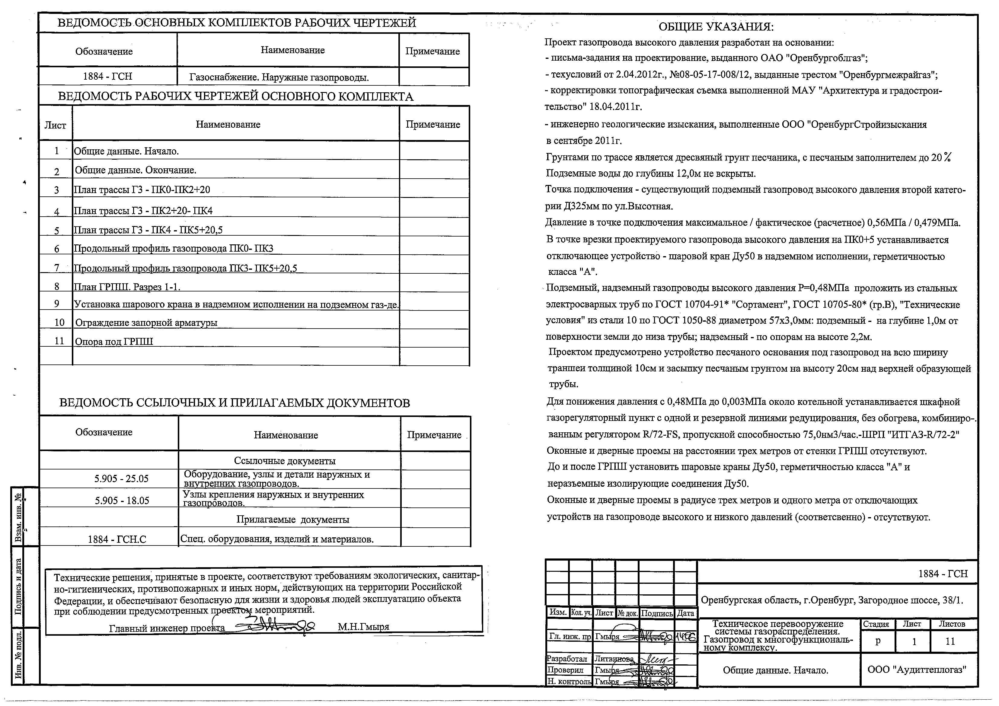 ВЕДОМОСТЬ ОСНОВНЫХ КОМПЛЕКТОВ РАБОЧИХ ЧЕРТЕЖЕЙ
Обозначение Наименование Примечание
1884 - ГСН Газоснабжение. Наружные газопроводы.
ВЕДОМОСТЬ РАБОЧИХ ЧЕРТЕЖЕЙ ОСНОВНОГО КОМПЛЕКТА
Лист Наименование Примечание
1 Общие данные. Начало.
2 Общие данные. Окончание.
3 План трассы Г3 - ПК0-ПК2+20
4 План трассы Г3 - ПК2+20- ПК4
5 План трассы Г3 - ПК4 - ПК5+20,5
6 Продольный профиль газопровода ПК0- ПК3
7 Продольный профиль газопровода ПК3- ПК5+20,5
8 План ГРПШ. Разрез 1-1.
9 Установка шарового крана в надземном исполнении на подземном газ-де.
10 Ограждение запорной арматуры
11 Опора под ГРПШ
ВЕДОМОСТЬ ССЫЛОЧНЫХ И ПРИЛАГАЕМЫХ ДОКУМЕНТОВ
Обозначение Наименование Примечание
Ссылочные документы
5.905 - 25.05 Оборудование, узлы и детали наружных и
внутренних газопроводов.
5.905 - 18.05 Узлы крепления наружных и внутренних
газопроводов.
Прилагаемые документы
1884 - ГСН.С Спец. оборудования, изделий и материалов.
Технические решения, принятые в проекте, соответствуют требованиям экологических, санитар-
но-гигиенических, противопожарных и иных норм, действующих на территории Российской
Федерации, и обеспечивают безопасную для жизни и здоровья людей эксплуатацию объекта
при соблюдении предусмотренных проектом мероприятий.
Главный инженер проекта М.Н.Гмыря
Взам. инв. №
Подпись и дата
Инв. № подл.
ОБЩИЕ УКАЗАНИЯ:
Проект газопровода высокого давления разработан на основании:
- письма-задания на проектирование, выданного ОАО "Оренбургоблгаз";
- техусловий от 2.04.2012г., №08-05-17-008/12, выданные трестом "Оренбургмежрайгаз";
- корректировки топографическая съемка выполненной МАУ "Архитектура и градострои-
тельство" 18.04.2011г.
- инженерно геологические изыскания, выполненные ООО "ОренбургСтройизыскания
в сентябре 2011г.
Грунтами по трассе является дресвяный грунт песчаника, с песчаным заполнителем до 20%
Подземные воды до глубины 12,0м не вскрыты.
Точка подключения - существующий подземный газопровод высокого давления второй катего-
рии Д325мм по ул.Высотная.
Давление в точке подключения максимальное / фактическое (расчетное) 0,56МПа / 0,479МПа.
В точке врезки проектируемого газопровода высокого давления на ПК0+5 устанавливается
отключающее устройство - шаровой кран Ду50 в надземном исполнении, герметичностью
класса "А".
Подземный, надземный газопроводы высокого давления Р=0,48МПа проложить из стальных
электросварных труб по ГОСТ 10704-91* "Сортамент", ГОСТ 10705-80* (гр.В), "Технические
условия" из стали 10 по ГОСТ 1050-88 диаметром 57х3,0мм: подземный - на глубине 1,0м от
поверхности земли до низа трубы; надземный - по опорам на высоте 2,2м.
Проектом предусмотрено устройство песчаного основания под газопровод на всю ширину
траншеи толщиной 10см и засыпку песчаным грунтом на высоту 20см над верхней образующей
трубы.
Для понижения давления с 0,48МПа до 0,003МПа около котельной устанавливается шкафной
газорегуляторный пункт с одной и резервной линиями редуцирования, без обогрева, комбиниро-
ванным регулятором R/72-FS, пропускной способностью 75,0нм3/час.-ШРП "ИТГАЗ-R/72-2"
Оконные и дверные проемы на расстоянии трех метров от стенки ГРПШ отсутствуют.
До и после ГРПШ установить шаровые краны Ду50, герметичностью класса "А" и
неразъемные изолирующие соединения Ду50.
Оконные и дверные проемы в радиусе трех метров и одного метра от отключающих
устройств на газопроводе высокого и низкого давлений (соответсвенно) - отсутствуют.
1884 - ГСН
Оренбургская область, г.Оренбург, Загородное шоссе, 38/1.
Изм. Кол. уч. Лист № док. Подпись Дата
Гл. инж. пр Гмыря
Разработал Литвинова
Проверил Гмыря
Н. контроль Гмыря
Техническое перевооружение
системы газораспределения.
Газопровод к многофункциональ-
ному комплексу.
Стадия Лист Листов
р 1 11
Общие данные. Начало.
ООО "Аудиттеплогаз"